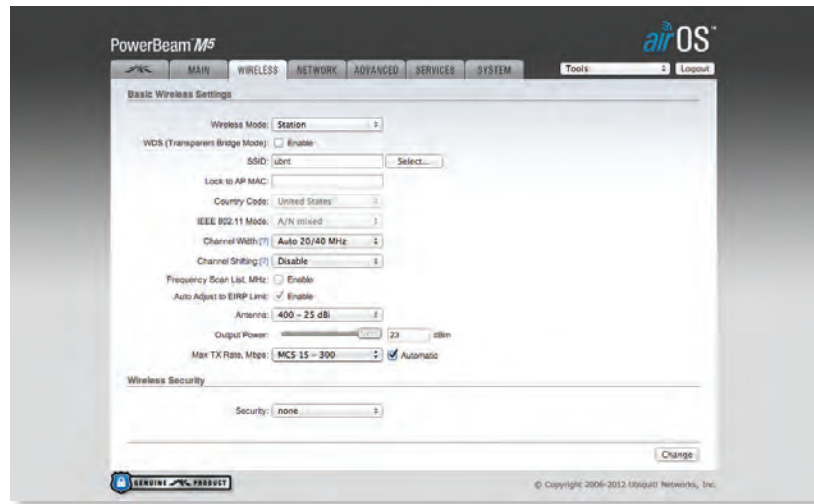 PowerBeam M5
airOS™
MAIN WIRELESS NETWORK ADVANCED SERVICES SYSTEM Tools: Logout
Basic Wireless Settings
Wireless Mode: Station
WDS (Transparent Bridge Mode): Enable
SSID: ubnt Select...
Lock to AP MAC:
Country Code: United States
IEEE 802.11 Mode: A/N mixed
Channel Width:[?] Auto 20/40 MHz
Channel Shifting:[?] Disable
Frequency Scan List, MHz: Enable
Auto Adjust to EIRP Limit: Enable
Antenna: 400 - 25 dBi
Output Power: 23 dBm
Max TX Rate, Mbps: MCS 15 - 300 Automatic
Wireless Security
Security: none
Change
GENUINE PRODUCT
© Copyright 2006-2012 Ubiquiti Networks, Inc.